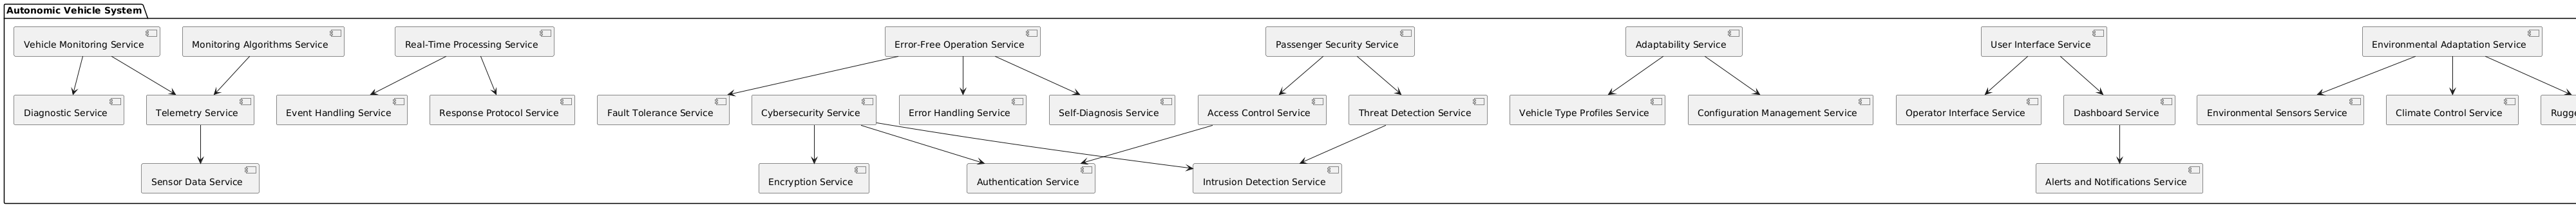 Autonomic Vehicle System
Vehicle Monitoring Service
Monitoring Algorithms Service
Real-Time Processing Service
Error-Free Operation Service
Passenger Security Service
Adaptability Service
User Interface Service
Environmental Adaptation Service
Diagnostic Service
Telemetry Service
Event Handling Service
Response Protocol Service
Fault Tolerance Service
Cybersecurity Service
Error Handling Service
Self-Diagnosis Service
Access Control Service
Threat Detection Service
Vehicle Type Profiles Service
Configuration Management Service
Operator Interface Service
Dashboard Service
Environmental Sensors Service
Climate Control Service
Sensor Data Service
Encryption Service
Authentication Service
Intrusion Detection Service
Alerts and Notifications Service